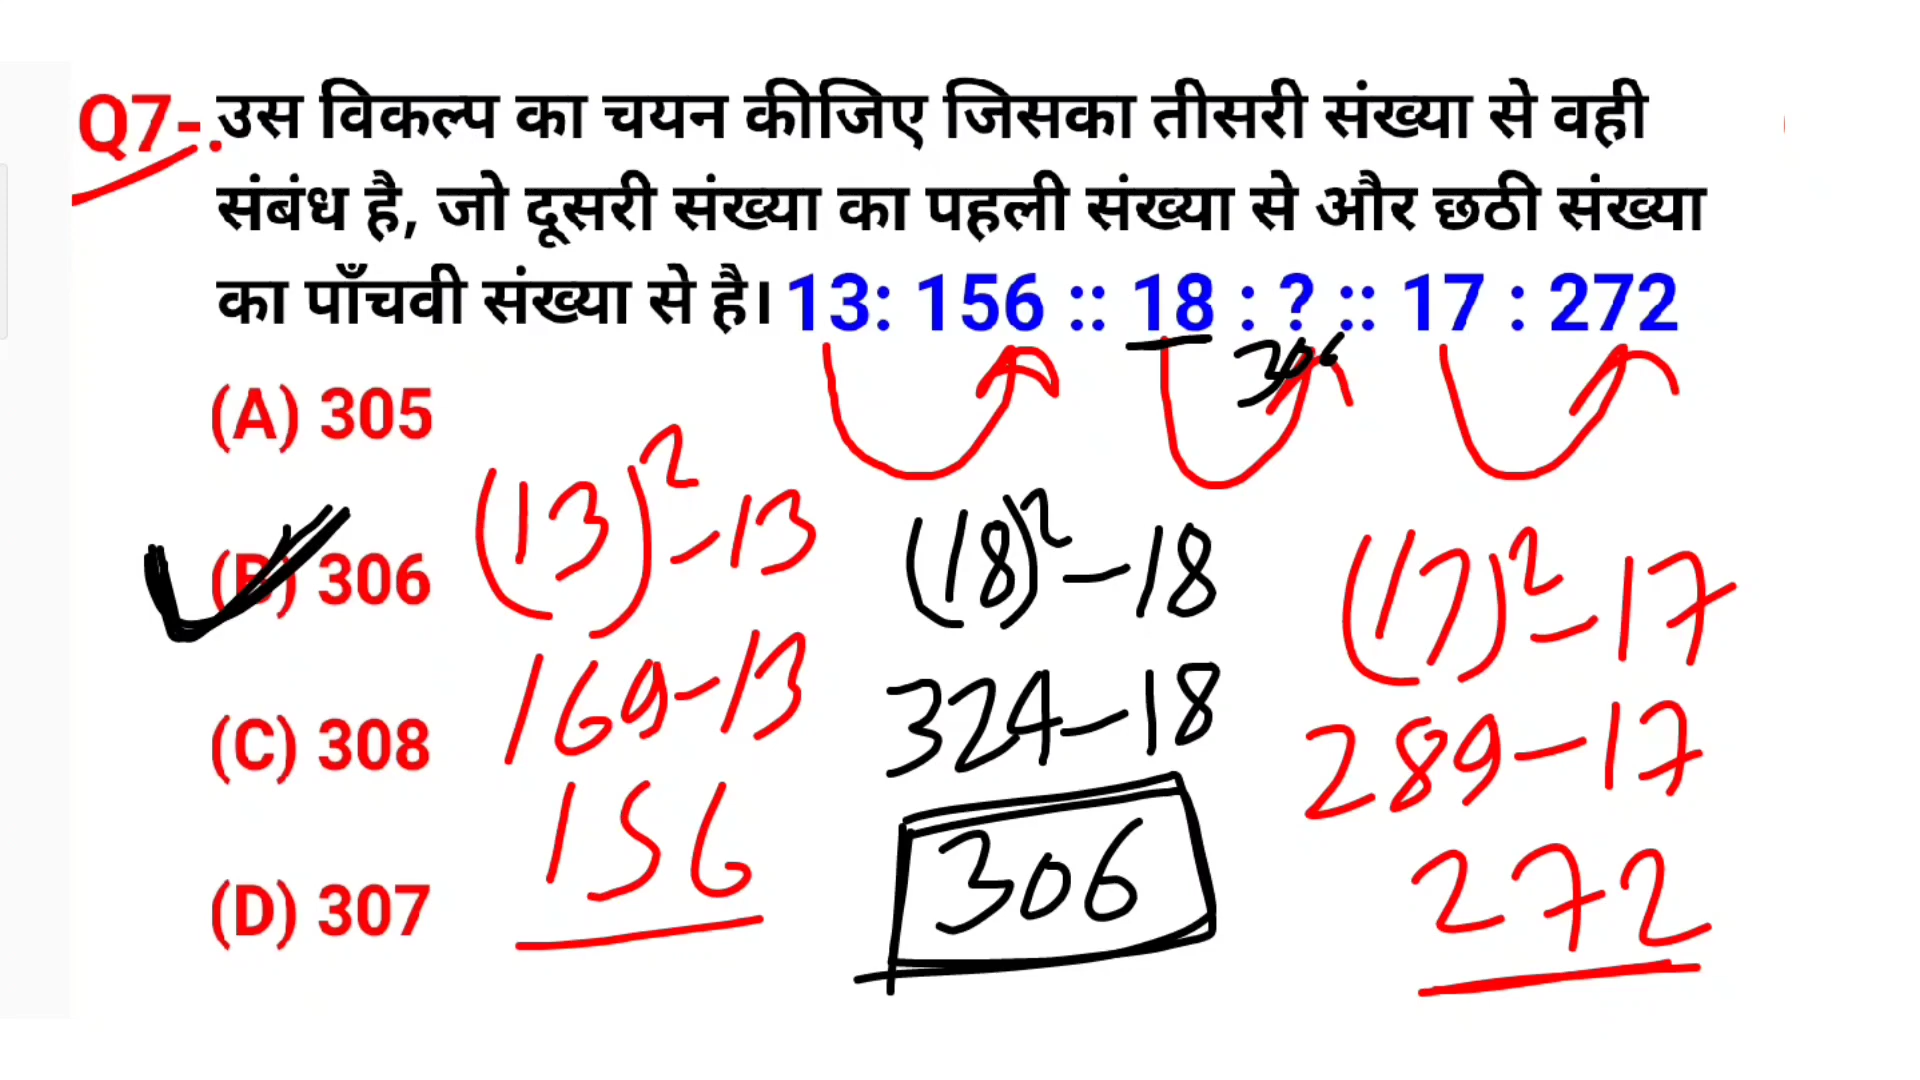 Q7-. उस विकल्प का चयन कीजिए जिसका तीसरी संख्या से वही
संबंध है, जो दूसरी संख्या का पहली संख्या से और छठी संख्या
का पाँचवी संख्या से है। 13: 156 :: 18 : ? :: 17 : 272
306
(A) 305
(B) 306
(C) 308
(D) 307
(13)² - 13
169 - 13
156
(18)² - 18
324 - 18
306
(17)² - 17
289 - 17
272